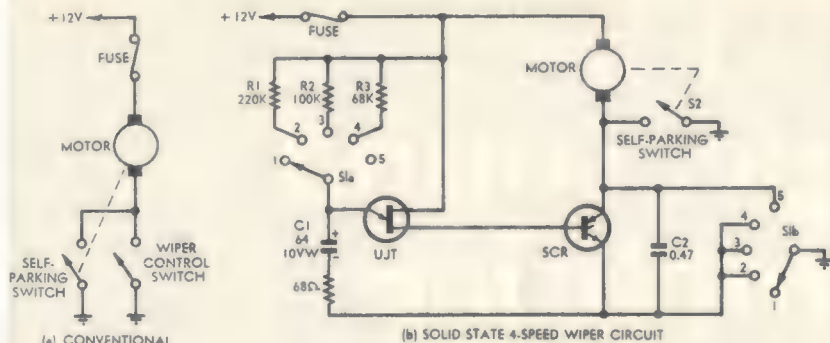 + 12V
FUSE
MOTOR
SELF-
PARKING
SWITCH
WIPER
CONTROL
SWITCH
(a) CONVENTIONAL
+ 12V
FUSE
R1
220K
R2
100K
R3
68K
2
3
4
1
5
S1a
C1
64
10VW
+
-
68Ω
UJT
SCR
MOTOR
S2
SELF-PARKING
SWITCH
C2
0.47
5
4
3
2
1
S1b
(b) SOLID STATE 4-SPEED WIPER CIRCUIT